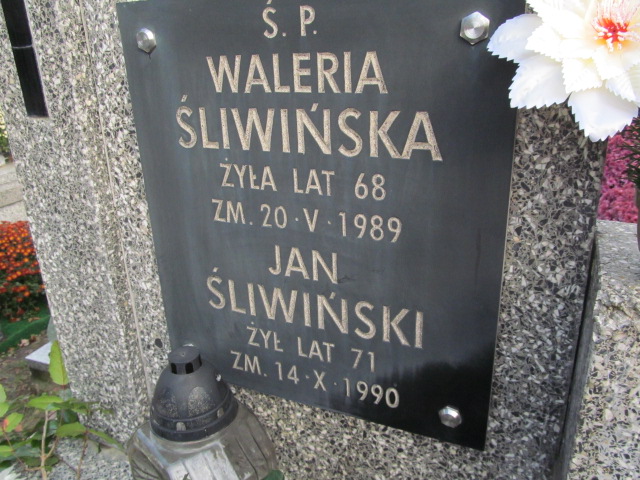 Ś. P.
WALERIA
ŚLIWIŃSKA
ŻYŁA LAT 68
ZM. 20·V·1989
JAN
ŚLIWIŃSKI
ŻYŁ LAT 71
ZM. 14·X·1990